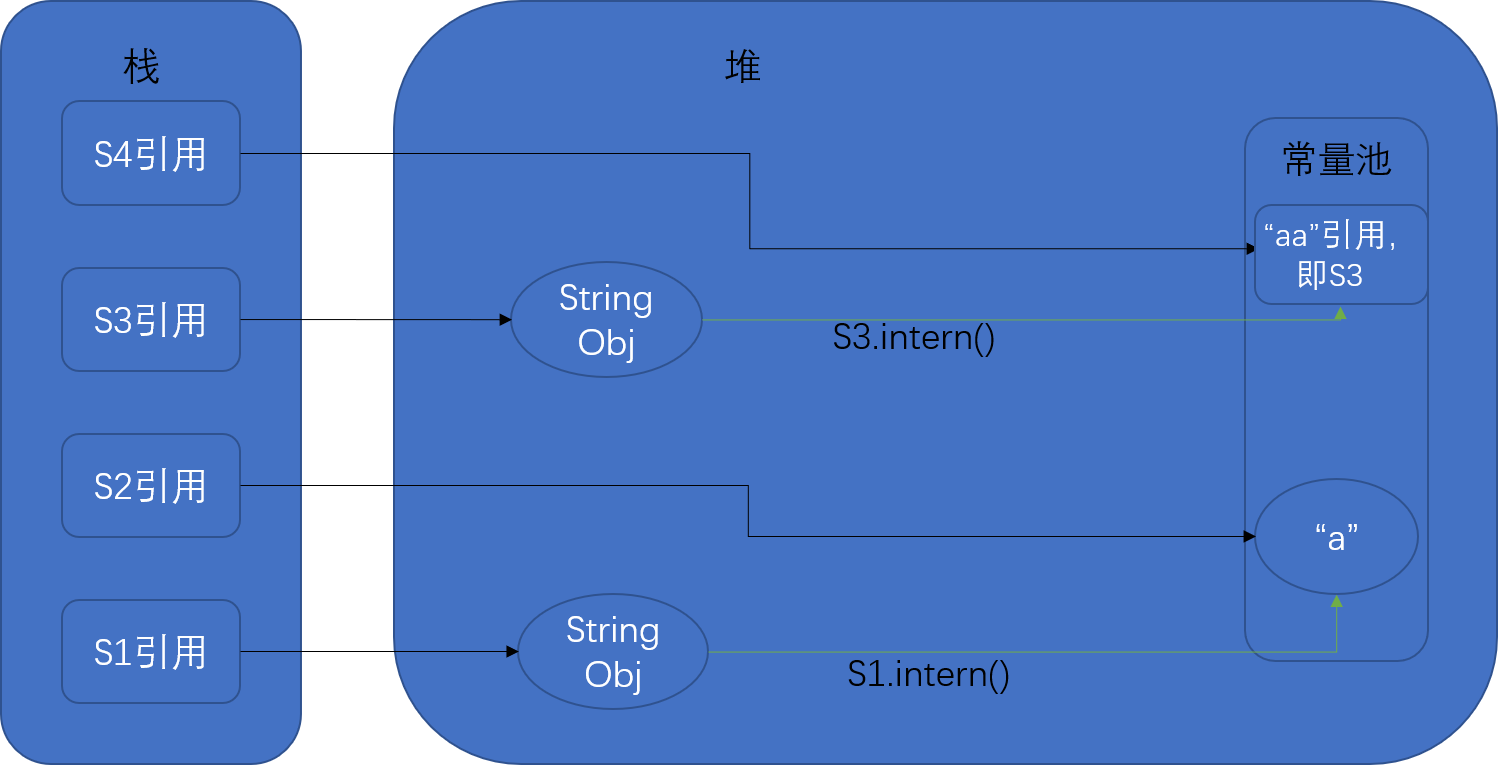 栈
堆
S4引用
常量池
“aa”引用，
即S3
S3引用
String
Obj
S3.intern()
S2引用
“a”
S1引用
String
Obj
S1.intern()